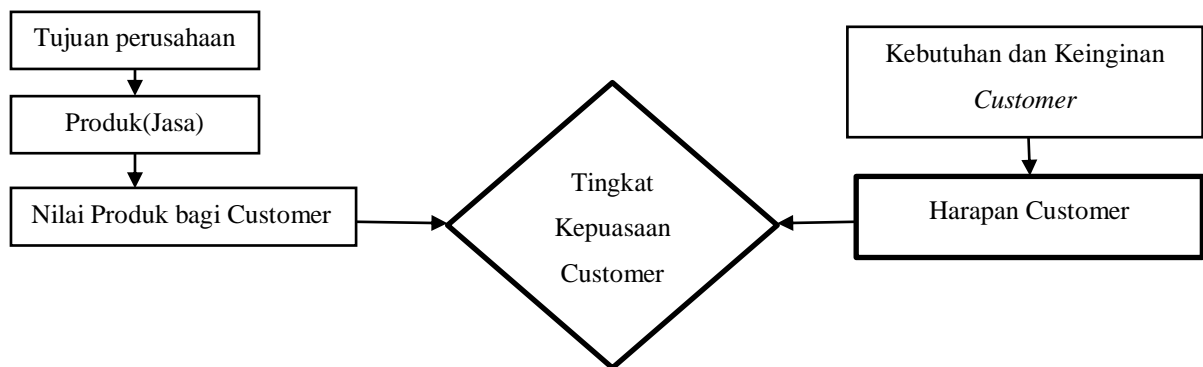 Tujuan perusahaan
Produk(Jasa)
Nilai Produk bagi Customer
Tingkat
Kepuasaan
Customer
Kebutuhan dan Keinginan
Customer
Harapan Customer